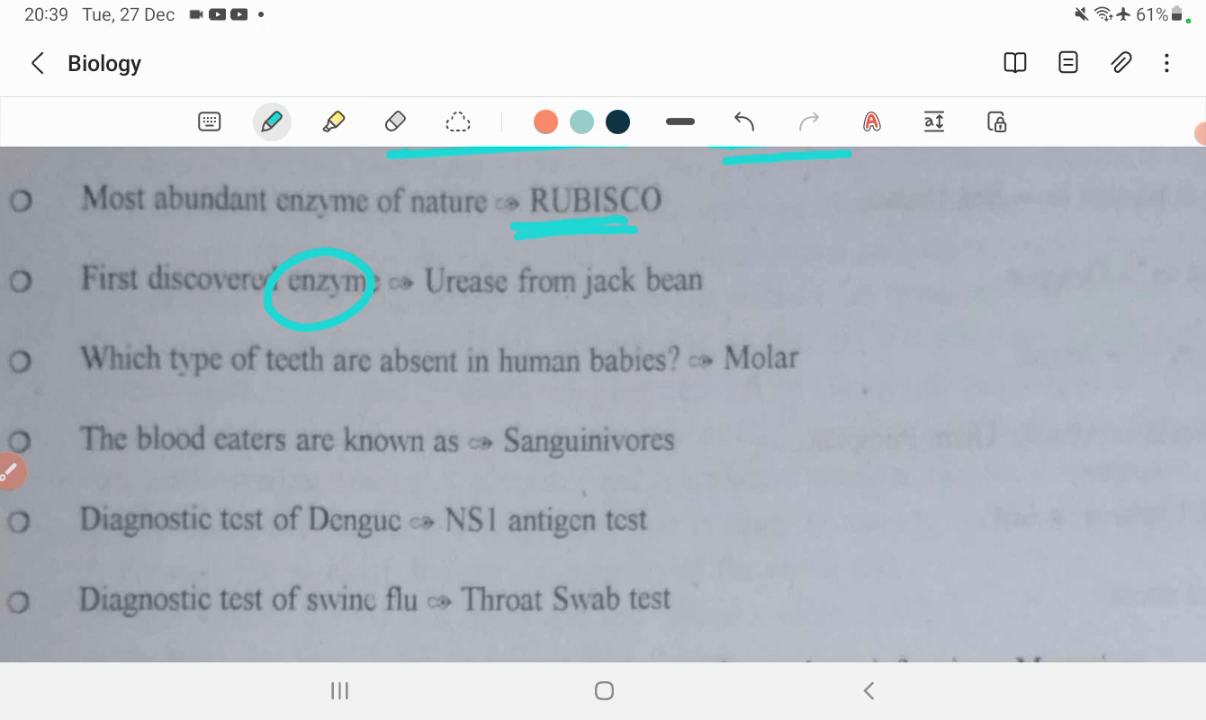 20:39 Tue, 27 Dec 61%
Biology
Most abundant enzyme of nature ⇨ RUBISCO
First discovered enzyme ⇨ Urease from jack bean
Which type of teeth are absent in human babies? ⇨ Molar
The blood eaters are known as ⇨ Sanguinivores
Diagnostic test of Dengue ⇨ NS1 antigen test
Diagnostic test of swine flu ⇨ Throat Swab test